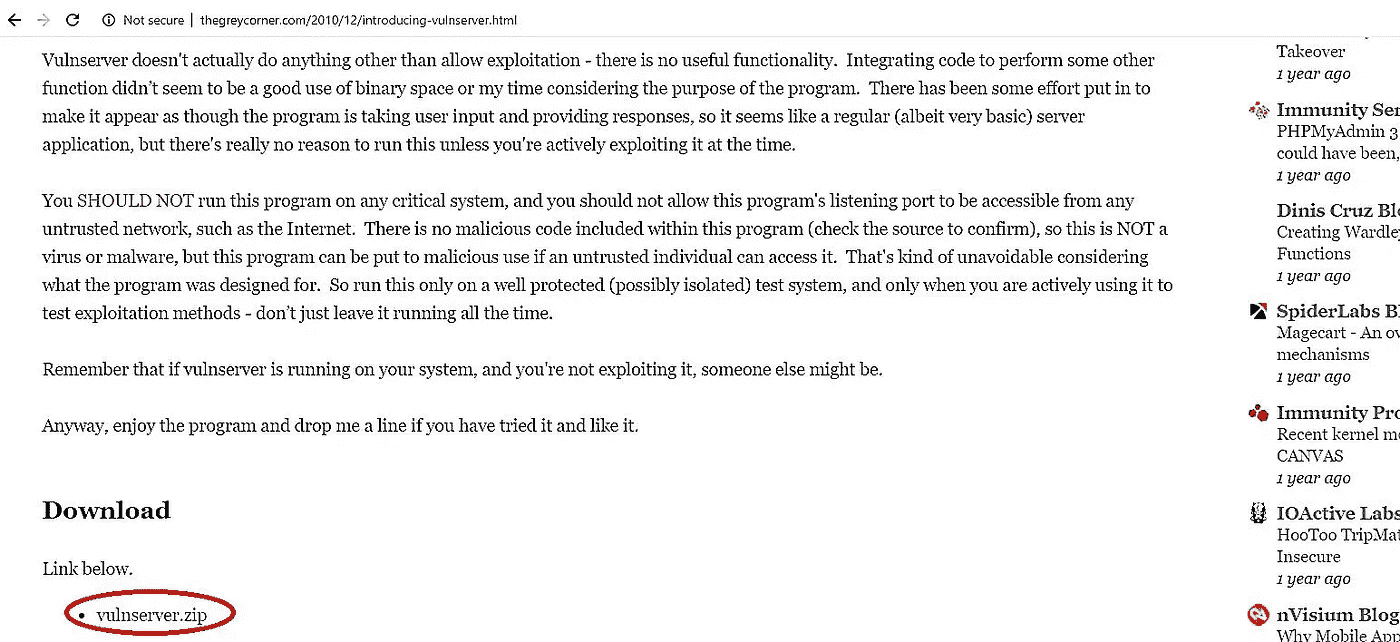 Not secure | thegreycorner.com/2010/12/introducing-vulnserver.html
Vulnserver doesn't actually do anything other than allow exploitation - there is no useful functionality.  Integrating code to perform some other
function didn't seem to be a good use of binary space or my time considering the purpose of the program.  There has been some effort put in to
make it appear as though the program is taking user input and providing responses, so it seems like a regular (albeit very basic) server
application, but there's really no reason to run this unless you're actively exploiting it at the time.
You SHOULD NOT run this program on any critical system, and you should not allow this program's listening port to be accessible from any
untrusted network, such as the Internet.  There is no malicious code included within this program (check the source to confirm), so this is NOT a
virus or malware, but this program can be put to malicious use if an untrusted individual can access it.  That's kind of unavoidable considering
what the program was designed for.  So run this only on a well protected (possibly isolated) test system, and only when you are actively using it to
test exploitation methods - don't just leave it running all the time.
Remember that if vulnserver is running on your system, and you're not exploiting it, someone else might be.
Anyway, enjoy the program and drop me a line if you have tried it and like it.
Download
Link below.
• vulnserver.zip
Takeover
1 year ago
Immunity Ser
PHPMyAdmin 3
could have been,
1 year ago
Dinis Cruz Blo
Creating Wardley
Functions
1 year ago
SpiderLabs Bl
Magecart - An ov
mechanisms
1 year ago
Immunity Pro
Recent kernel mo
CANVAS
1 year ago
IOActive Labs
HooToo TripMat
Insecure
1 year ago
nVisium Blog
Why Mobile App